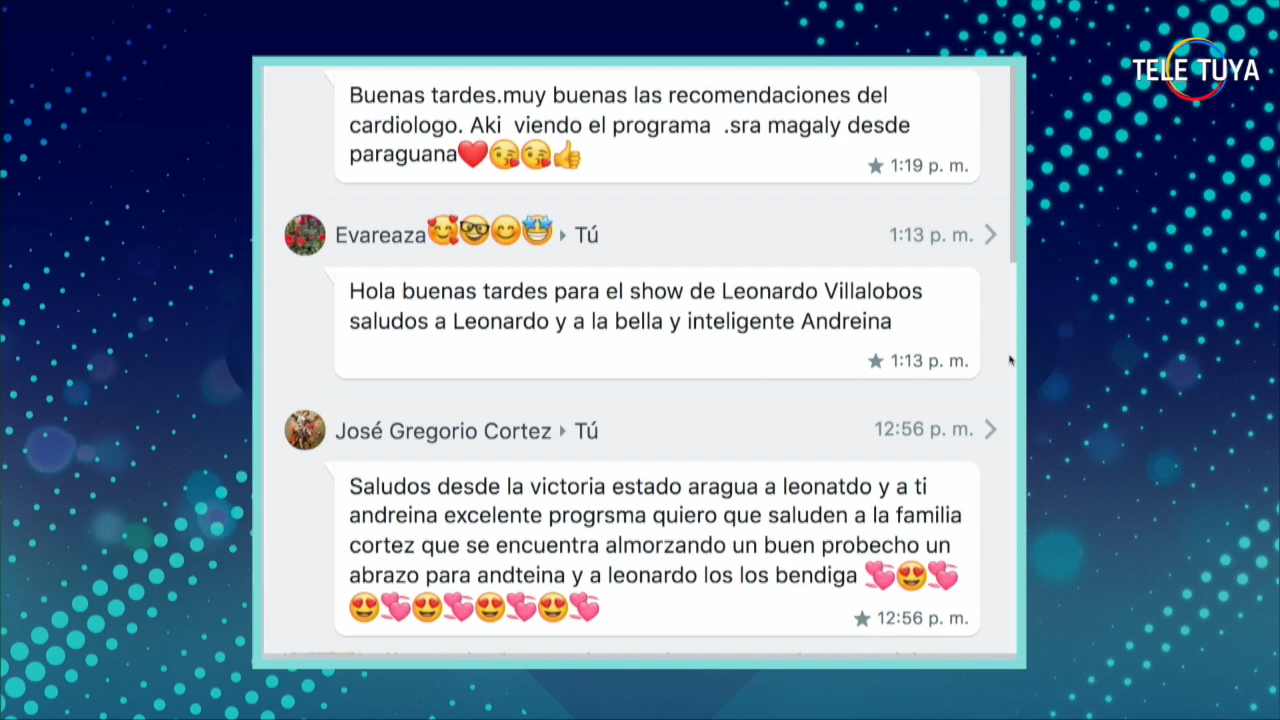 TELE TUYA
Buenas tardes.muy buenas las recomendaciones del
cardiologo. Aki viendo el programa .sra magaly desde
paraguana❤️😘😘👍
★ 1:19 p. m.
Evareaza🥰🤓😊🤩 ▸ Tú
1:13 p. m.
Hola buenas tardes para el show de Leonardo Villalobos
saludos a Leonardo y a la bella y inteligente Andreina
★ 1:13 p. m.
José Gregorio Cortez ▸ Tú
12:56 p. m.
Saludos desde la victoria estado aragua a leonatdo y a ti
andreina excelente progrsma quiero que saluden a la familia
cortez que se encuentra almorzando un buen probecho un
abrazo para andteina y a leonardo los los bendiga 💞😍💞
😍💞😍💞😍💞😍💞
★ 12:56 p. m.